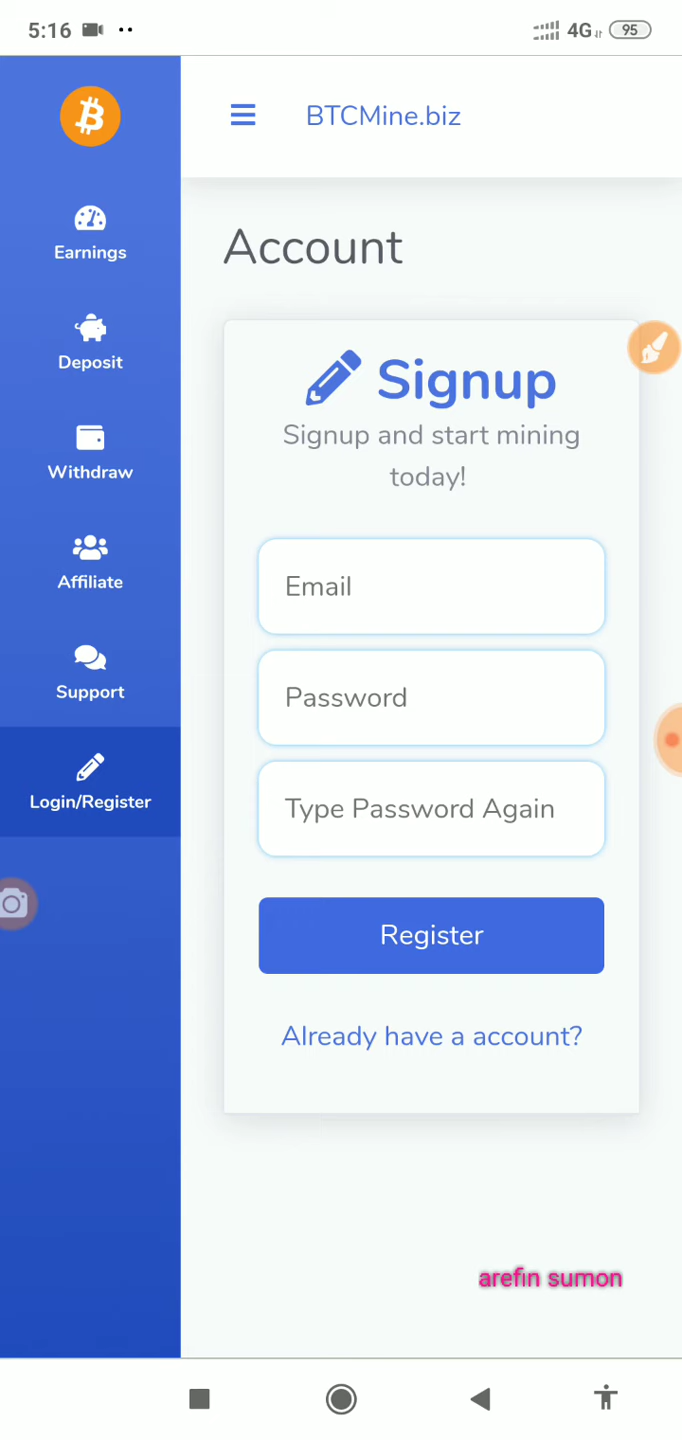 5:16
4G
95
BTCMine.biz
Earnings
Deposit
Withdraw
Affiliate
Support
Login/Register
Account
Signup
Signup and start mining
today!
Email
Password
Type Password Again
Register
Already have a account?
arefin sumon